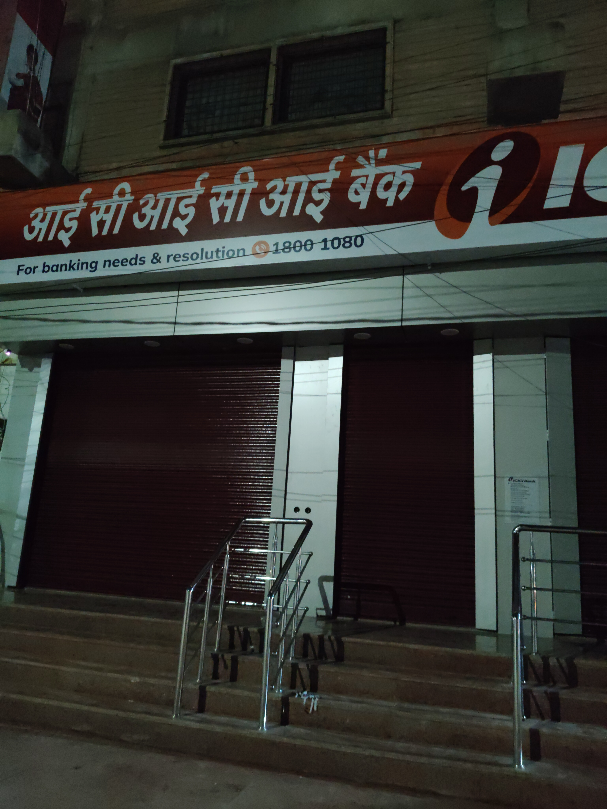 आई सी आई सी आई बैंक
For banking needs & resolution 1800 1080